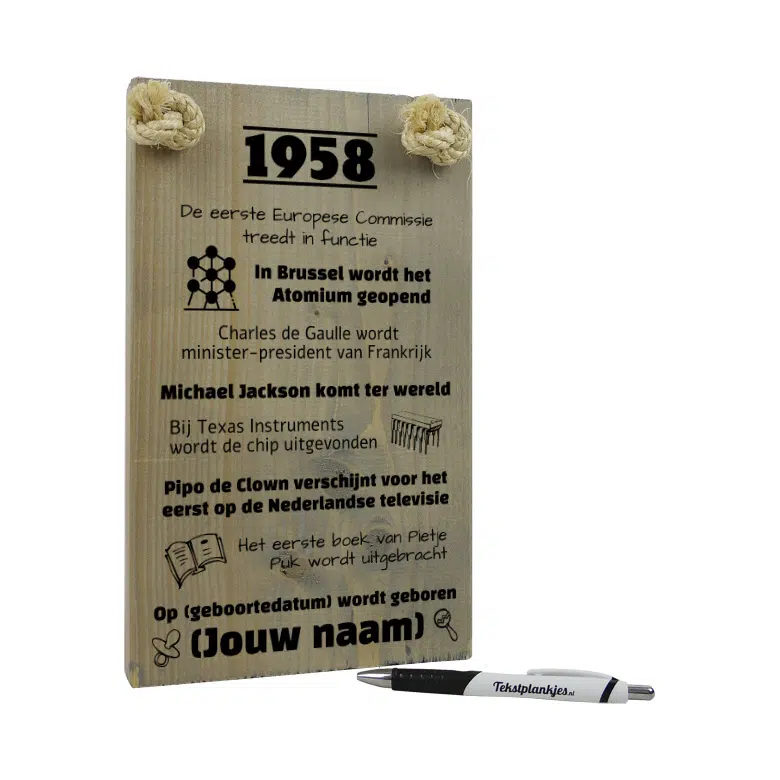 1958
De eerste Europese Commissie
treedt in functie
In Brussel wordt het
Atomium geopend
Charles de Gaulle wordt
minister-president van Frankrijk
Michael Jackson komt ter wereld
Bij Texas Instruments
wordt de chip uitgevonden
Pipo de Clown verschijnt voor het
eerst op de Nederlandse televisie
Het eerste boek van Pietje
Puk wordt uitgebracht
Op (geboortedatum) wordt geboren
(Jouw naam)
Tekstplankjes.nl